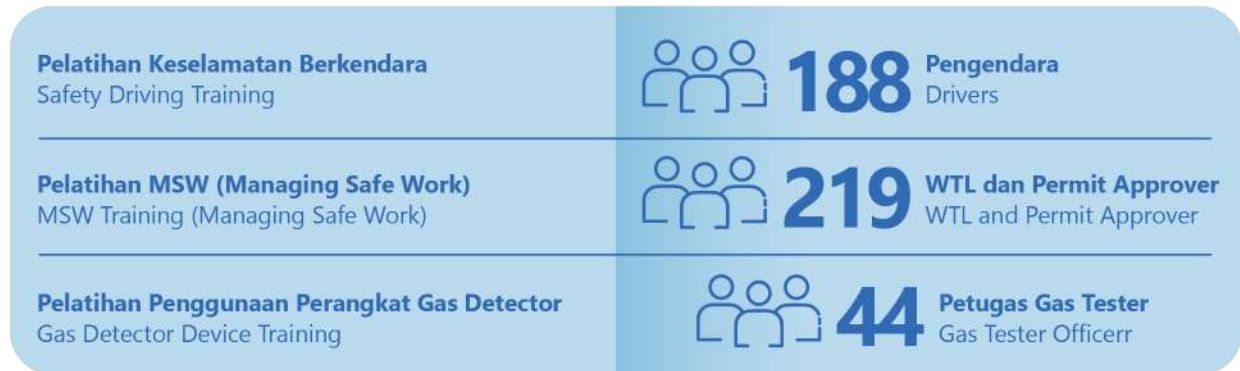 Pelatihan Keselamatan Berkendara
Safety Driving Training
188
Pengendara
Drivers
Pelatihan MSW (Managing Safe Work)
MSW Training (Managing Safe Work)
219
WTL dan Permit Approver
WTL and Permit Approver
Pelatihan Penggunaan Perangkat Gas Detector
Gas Detector Device Training
44
Petugas Gas Tester
Gas Tester Officerr